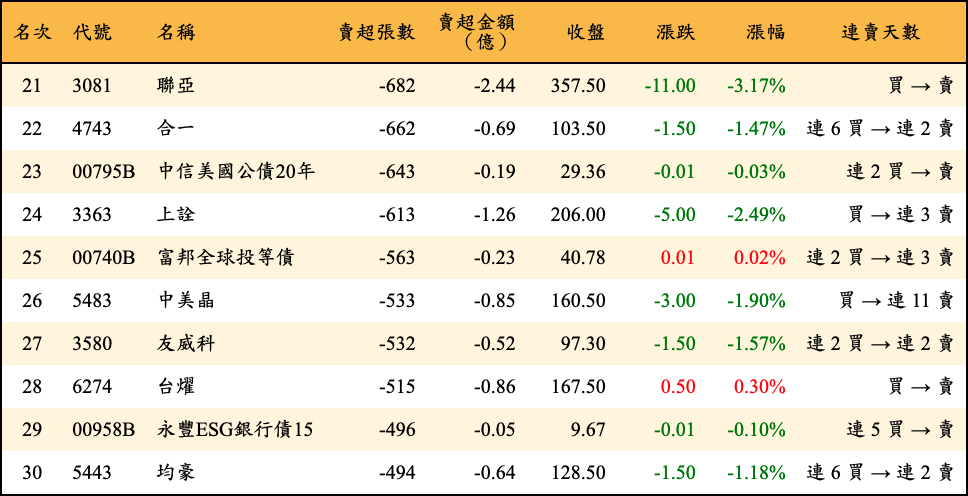 名次 代號 名稱 賣超張數 賣超金額（億） 收盤 漲跌 漲幅 連賣天數
21 3081 聯亞 -682 -2.44 357.50 -11.00 -3.17% 買 → 賣
22 4743 合一 -662 -0.69 103.50 -1.50 -1.47% 連 6 買 → 連 2 賣
23 00795B 中信美國公債20年 -643 -0.19 29.36 -0.01 -0.03% 連 2 買 → 賣
24 3363 上詮 -613 -1.26 206.00 -5.00 -2.49% 買 → 連 3 賣
25 00740B 富邦全球投等債 -563 -0.23 40.78 0.01 0.02% 連 2 買 → 連 3 賣
26 5483 中美晶 -533 -0.85 160.50 -3.00 -1.90% 買 → 連 11 賣
27 3580 友威科 -532 -0.52 97.30 -1.50 -1.57% 連 2 買 → 連 2 賣
28 6274 台燿 -515 -0.86 167.50 0.50 0.30% 買 → 賣
29 00958B 永豐ESG銀行債15 -496 -0.05 9.67 -0.01 -0.10% 連 5 買 → 賣
30 5443 均豪 -494 -0.64 128.50 -1.50 -1.18% 連 6 買 → 連 2 賣